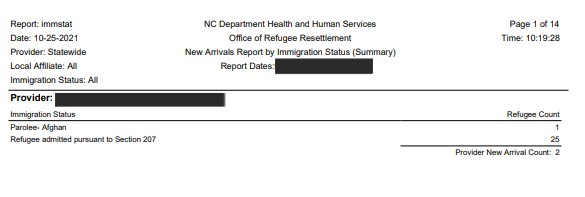 Report: immstat NC Department Health and Human Services Page 1 of 14
Date: 10-25-2021 Office of Refugee Resettlement Time: 10:19:28
Provider: Statewide New Arrivals Report by Immigration Status (Summary)
Local Affiliate: All Report Dates:
Immigration Status: All
Provider:
Immigration Status Refugee Count
Parolee- Afghan 1
Refugee admitted pursuant to Section 207 25
Provider New Arrival Count: 2